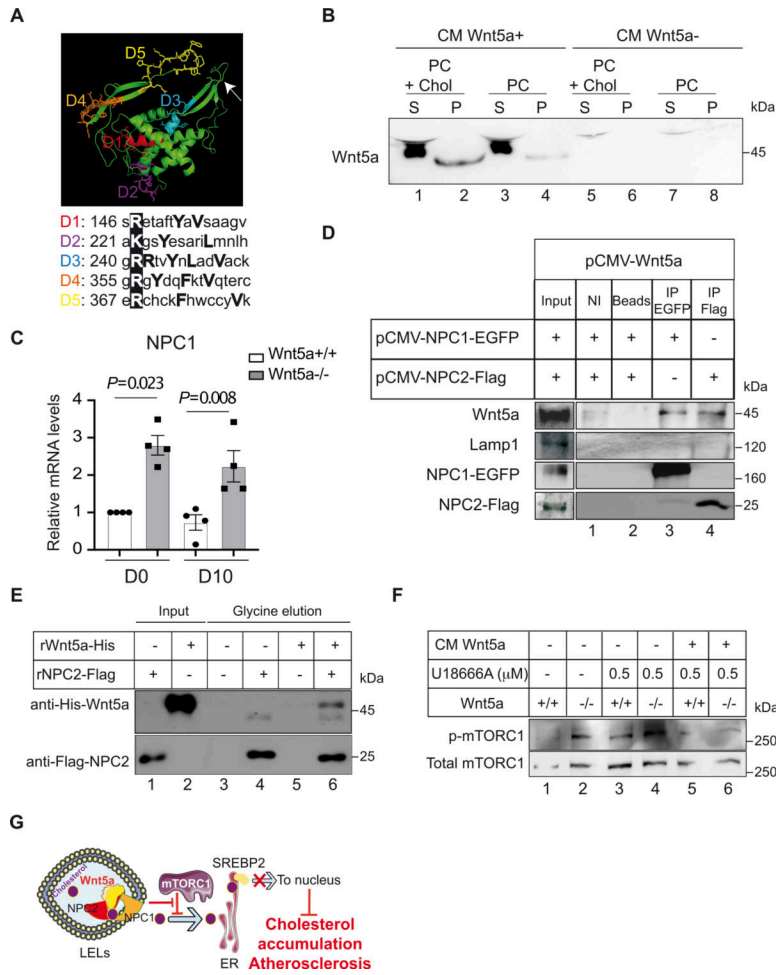 A
D5
D4
D3
D1
D2
D1: 146 sRetaftYaVsaagv
D2: 221 aKgsYesariLmnlh
D3: 240 gRRtvYnLadVack
D4: 355 gRgYdqFktVqterc
D5: 367 eRchckFhwccyVk
B
CM Wnt5a+ CM Wnt5a-
PC + Chol PC PC + Chol PC
S P S P S P S P
kDa
Wnt5a
45
1 2 3 4 5 6 7 8
C
NPC1
Wnt5a+/+
Wnt5a-/-
P=0.023
P=0.008
Relative mRNA levels
4
3
2
1
0
D0 D10
D
pCMV-Wnt5a
Input NI Beads IP EGFP IP Flag
pCMV-NPC1-EGFP + + + + -
pCMV-NPC2-Flag + + + - +
kDa
Wnt5a 45
Lamp1 120
NPC1-EGFP 160
NPC2-Flag 25
1 2 3 4
E
Input Glycine elution
rWnt5a-His - + - - + +
rNPC2-Flag + - - + - +
kDa
anti-His-Wnt5a 45
anti-Flag-NPC2 25
1 2 3 4 5 6
F
CM Wnt5a - - - - + +
U18666A (μM) - - 0.5 0.5 0.5 0.5
Wnt5a +/+ -/- +/+ -/- +/+ -/-
kDa
p-mTORC1 250
Total mTORC1 250
1 2 3 4 5 6
G
Cholesterol
Wnt5a
NPC2
NPC1
LELs
mTORC1
SREBP2
To nucleus
ER
Cholesterol
accumulation
Atherosclerosis